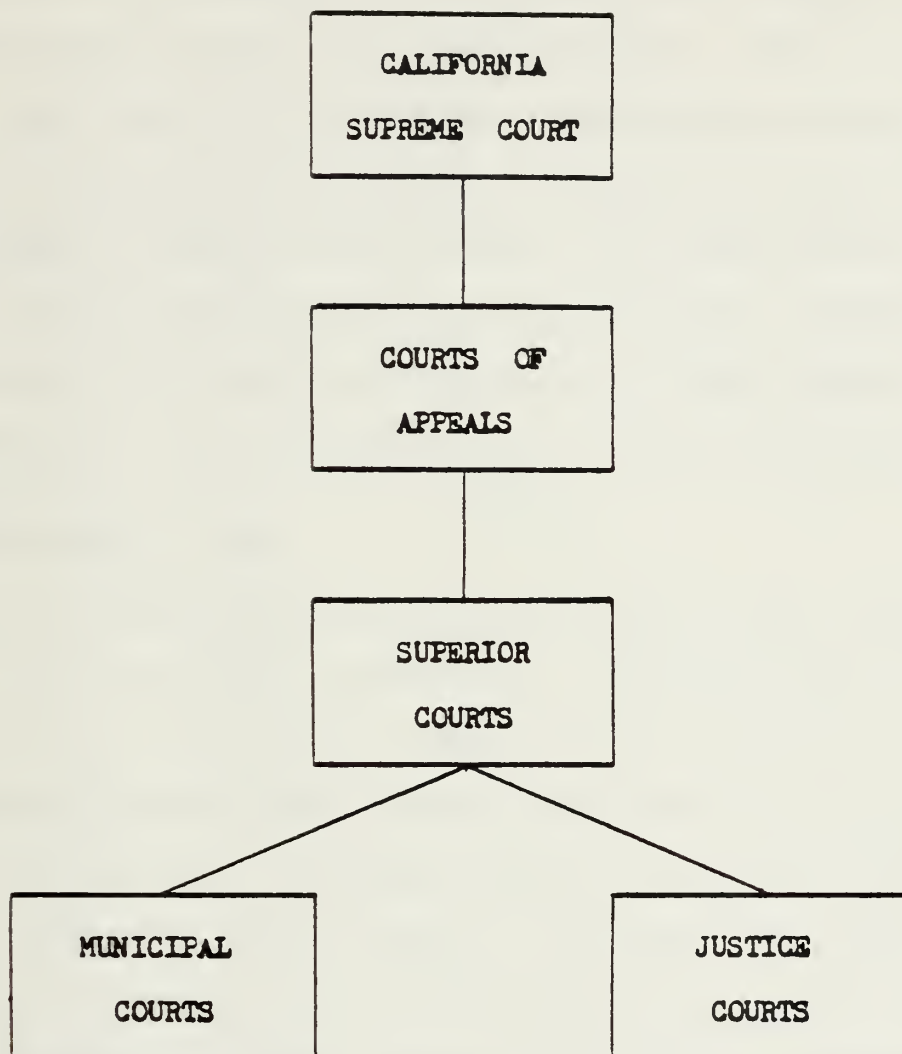 CALIFORNIA
SUPREME COURT
COURTS OF
APPEALS
SUPERIOR
COURTS
MUNICIPAL
COURTS
JUSTICE
COURTS